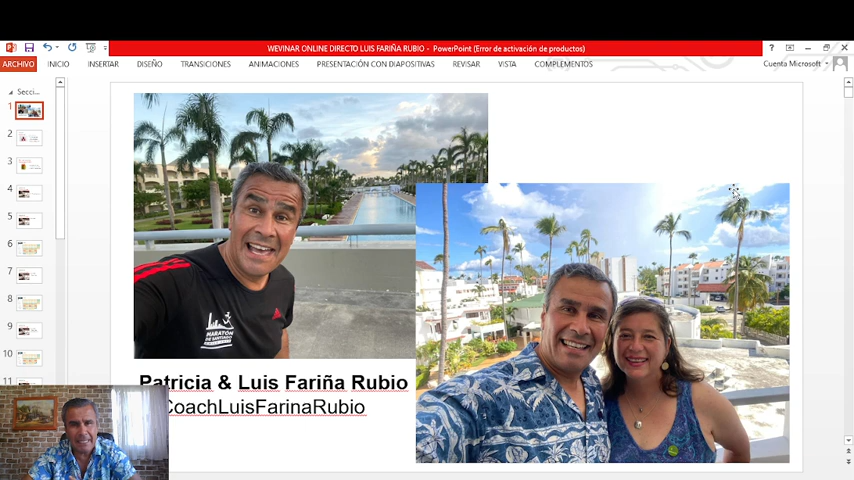 WEVINAR ONLINE DIRECTO LUIS FARIÑA RUBIO - PowerPoint (Error de activación de productos)
ARCHIVO INICIO INSERTAR DISEÑO TRANSICIONES ANIMACIONES PRESENTACIÓN CON DIAPOSITIVAS REVISAR VISTA COMPLEMENTOS Cuenta Microsoft
Secci...
1
2
3
4
5
6
7
8
9
10
11
MARATÓN
DE SANTIAGO
Patricia & Luis Fariña Rubio
CoachLuisFarinaRubio